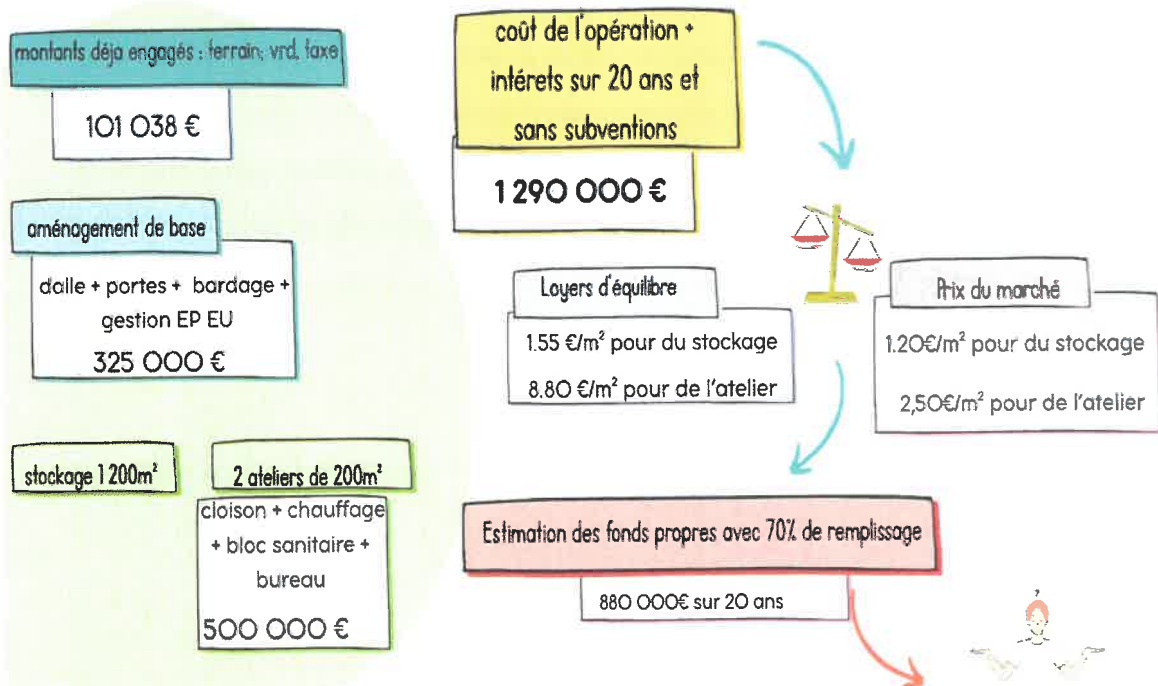 montants déja engagés : terrain, vrd, taxe
101 038 €
aménagement de base
dalle + portes + bardage +
gestion EP EU
325 000 €
stockage 1 200m²
2 ateliers de 200m²
cloison + chauffage
+ bloc sanitaire +
bureau
500 000 €
coût de l'opération +
intérets sur 20 ans et
sans subventions
1 290 000 €
Loyers d'équilibre
1.55 €/m² pour du stockage
8.80 €/m² pour de l'atelier
Prix du marché
1.20€/m² pour du stockage
2,50€/m² pour de l'atelier
Estimation des fonds propres avec 70% de remplissage
880 000€ sur 20 ans
?